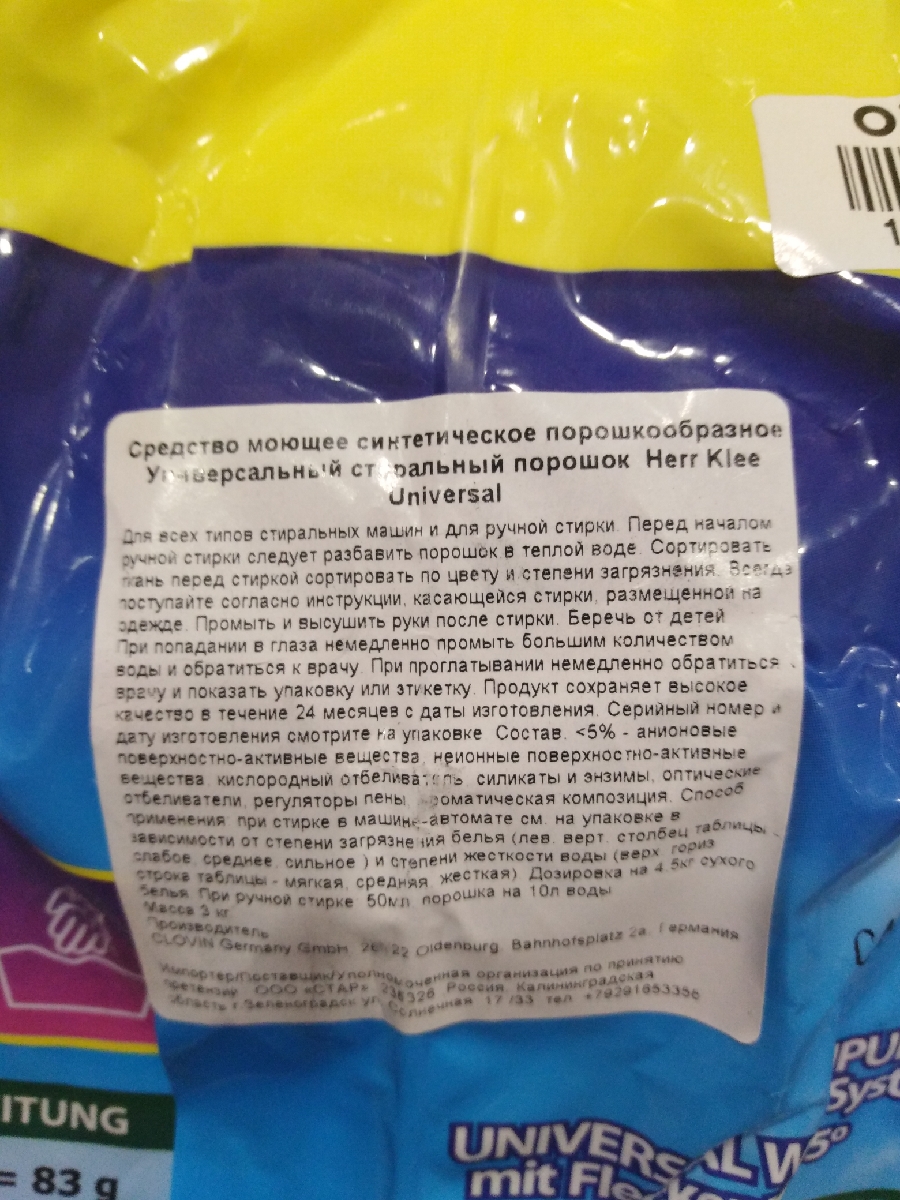 Средство моющее синтетическое порошкообразное
Универсальный стиральный порошок Herr Klee
Universal
Для всех типов стиральных машин и для ручной стирки. Перед началом
ручной стирки следует разбавить порошок в теплой воде. Сортировать
ткань перед стиркой сортировать по цвету и степени загрязнения. Всегда
поступайте согласно инструкции, касающейся стирки, размещенной на
одежде. Промыть и высушить руки после стирки. Беречь от детей
При попадании в глаза немедленно промыть большим количеством
воды и обратиться к врачу. При проглатывании немедленно обратиться
врачу и показать упаковку или этикетку. Продукт сохраняет высокое
качество в течение 24 месяцев с даты изготовления. Серийный номер и
дату изготовления смотрите на упаковке. Состав. <5% - анионовые
поверхностно-активные вещества, неионные поверхностно-активные
вещества, кислородный отбеливатель, силикаты и энзимы, оптические
отбеливатели, регуляторы пены, ароматическая композиция. Способ
применения при стирке в машине-автомате см. на упаковке в
зависимости от степени загрязнения белья (лев. верт. столбец таблицы,
слабое, среднее, сильное ) и степени жесткости воды (верх. гориз.
строка таблицы - мягкая, средняя, жесткая). Дозировка на 4.5кг сухого
белья. При ручной стирке 50мл порошка на 10л воды
Масса 3 кг
Производитель
CLOVIN Germany GmbH Oldenburg. Bahnhofsplatz 2a. Германия
Импортер/Поставщик/Уполномоченная организация по принятию
претензий ООО «СТАР» 238326 Россия. Калининградская
область г Зеленоградск ул. Солнечная 17 /33 тел +79291653356
ITUNG
= 83 g
UNIVERSAL W
mit
5°
Syst